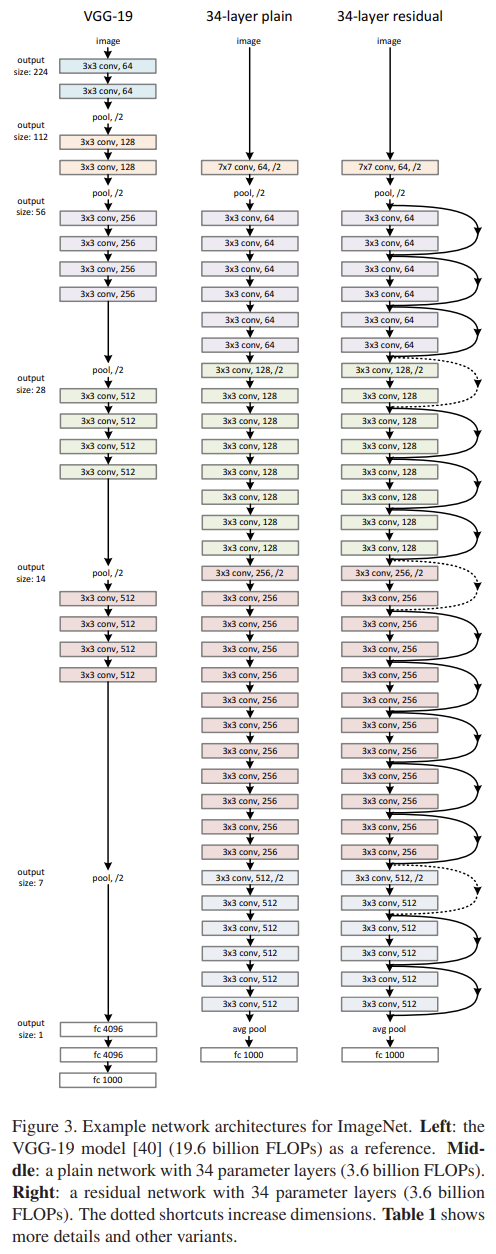 VGG-19
image
output
size: 224
3x3 conv, 64
3x3 conv, 64
pool, /2
output
size: 112
3x3 conv, 128
3x3 conv, 128
pool, /2
output
size: 56
3x3 conv, 256
3x3 conv, 256
3x3 conv, 256
3x3 conv, 256
pool, /2
output
size: 28
3x3 conv, 512
3x3 conv, 512
3x3 conv, 512
3x3 conv, 512
pool, /2
output
size: 14
3x3 conv, 512
3x3 conv, 512
3x3 conv, 512
3x3 conv, 512
output
size: 7
pool, /2
output
size: 1
fc 4096
fc 4096
fc 1000
34-layer plain
image
7x7 conv, 64, /2
pool, /2
3x3 conv, 64
3x3 conv, 64
3x3 conv, 64
3x3 conv, 64
3x3 conv, 64
3x3 conv, 64
3x3 conv, 128, /2
3x3 conv, 128
3x3 conv, 128
3x3 conv, 128
3x3 conv, 128
3x3 conv, 128
3x3 conv, 128
3x3 conv, 128
3x3 conv, 256, /2
3x3 conv, 256
3x3 conv, 256
3x3 conv, 256
3x3 conv, 256
3x3 conv, 256
3x3 conv, 256
3x3 conv, 256
3x3 conv, 256
3x3 conv, 256
3x3 conv, 256
3x3 conv, 256
3x3 conv, 512, /2
3x3 conv, 512
3x3 conv, 512
3x3 conv, 512
3x3 conv, 512
3x3 conv, 512
avg pool
fc 1000
34-layer residual
image
7x7 conv, 64, /2
pool, /2
3x3 conv, 64
3x3 conv, 64
3x3 conv, 64
3x3 conv, 64
3x3 conv, 64
3x3 conv, 64
3x3 conv, 128, /2
3x3 conv, 128
3x3 conv, 128
3x3 conv, 128
3x3 conv, 128
3x3 conv, 128
3x3 conv, 128
3x3 conv, 128
3x3 conv, 256, /2
3x3 conv, 256
3x3 conv, 256
3x3 conv, 256
3x3 conv, 256
3x3 conv, 256
3x3 conv, 256
3x3 conv, 256
3x3 conv, 256
3x3 conv, 256
3x3 conv, 256
3x3 conv, 256
3x3 conv, 512, /2
3x3 conv, 512
3x3 conv, 512
3x3 conv, 512
3x3 conv, 512
3x3 conv, 512
avg pool
fc 1000
Figure 3. Example network architectures for ImageNet. Left: the
VGG-19 model [40] (19.6 billion FLOPs) as a reference. Mid-
dle: a plain network with 34 parameter layers (3.6 billion FLOPs).
Right: a residual network with 34 parameter layers (3.6 billion
FLOPs). The dotted shortcuts increase dimensions. Table 1 shows
more details and other variants.